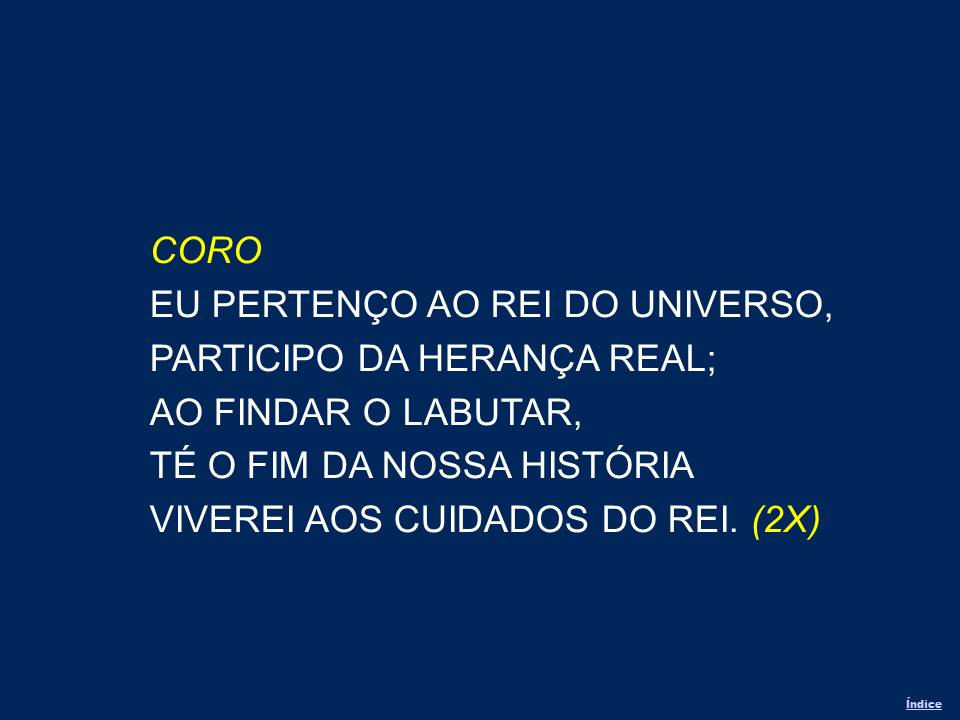 CORO
EU PERTENÇO AO REI DO UNIVERSO,
PARTICIPO DA HERANÇA REAL;
AO FINDAR O LABUTAR,
TÉ O FIM DA NOSSA HISTÓRIA
VIVEREI AOS CUIDADOS DO REI. (2X)
Índice